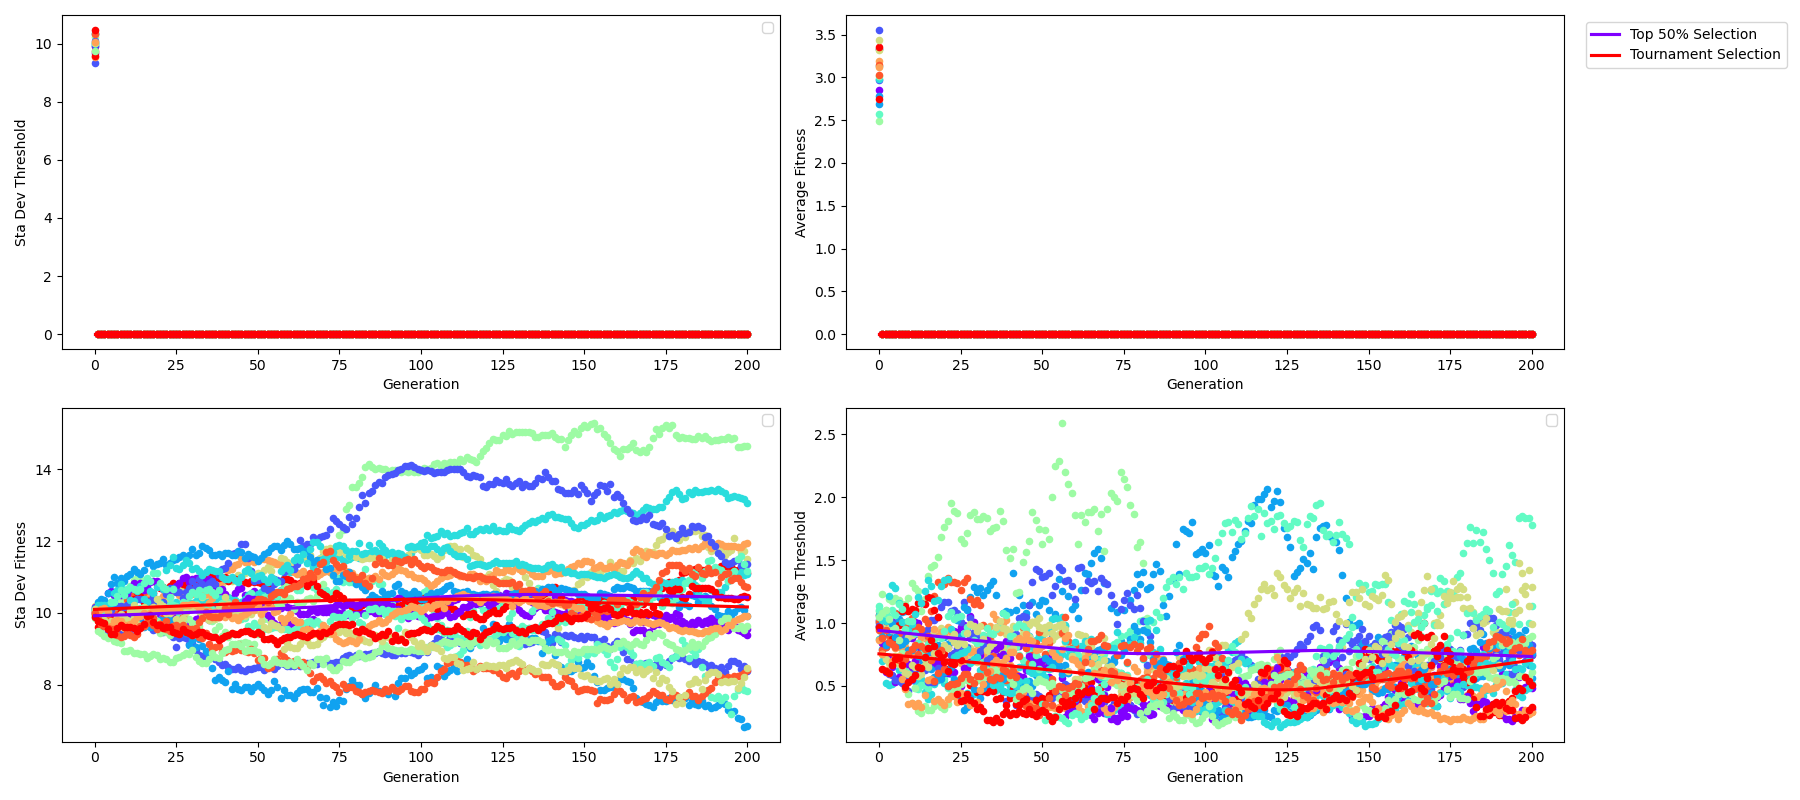 Sta Dev Threshold
10
8
6
4
2
0
0 25 50 75 100 125 150 175 200
Generation
Average Fitness
3.5
3.0
2.5
2.0
1.5
1.0
0.5
0.0
0 25 50 75 100 125 150 175 200
Generation
Top 50% Selection
Tournament Selection
Sta Dev Fitness
14
12
10
8
0 25 50 75 100 125 150 175 200
Generation
Average Threshold
2.5
2.0
1.5
1.0
0.5
0 25 50 75 100 125 150 175 200
Generation